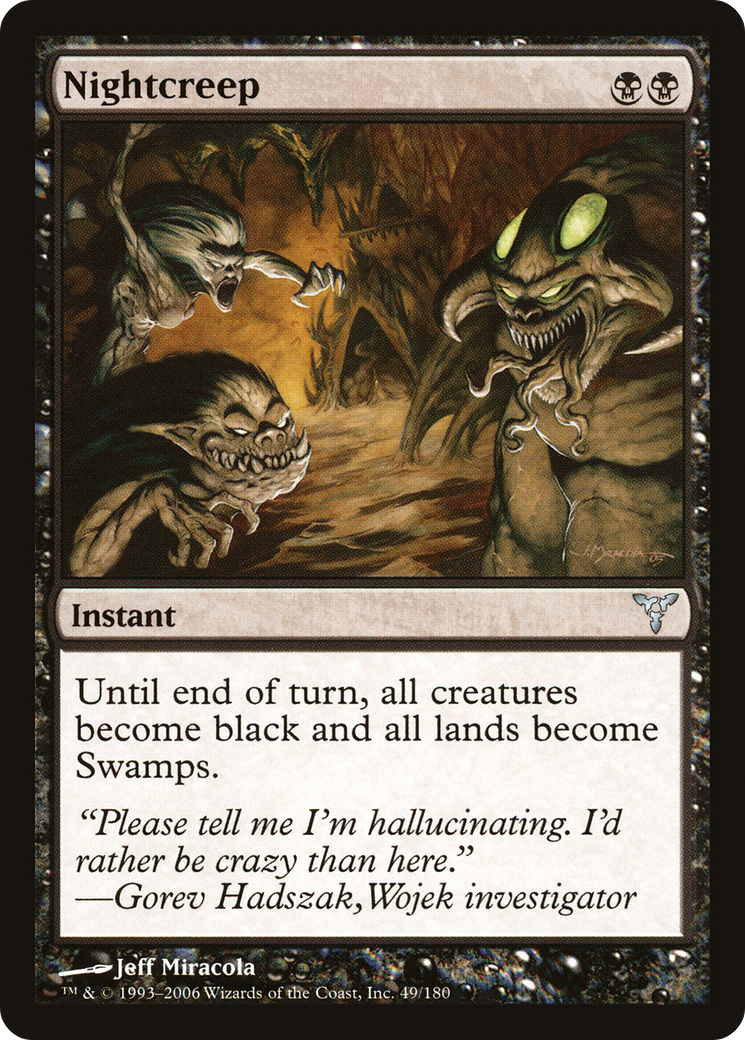 Nightcreep
J. MIRACOLA 05
Instant
Until end of turn, all creatures
become black and all lands become
Swamps.
“Please tell me I’m hallucinating. I’d
rather be crazy than here.”
—Gorev Hadszak, Wojek investigator
Jeff Miracola
™ & © 1993–2006 Wizards of the Coast, Inc. 49/180